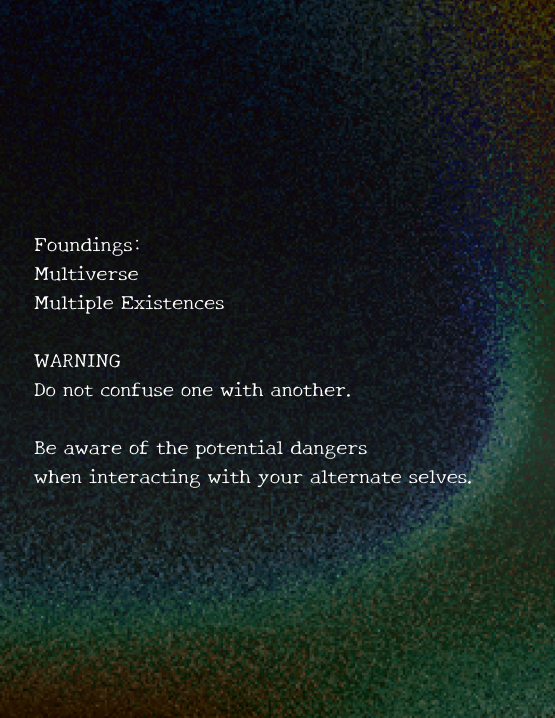 Foundings:
Multiverse
Multiple Existences
WARNING
Do not confuse one with another.
Be aware of the potential dangers
when interacting with your alternate selves.